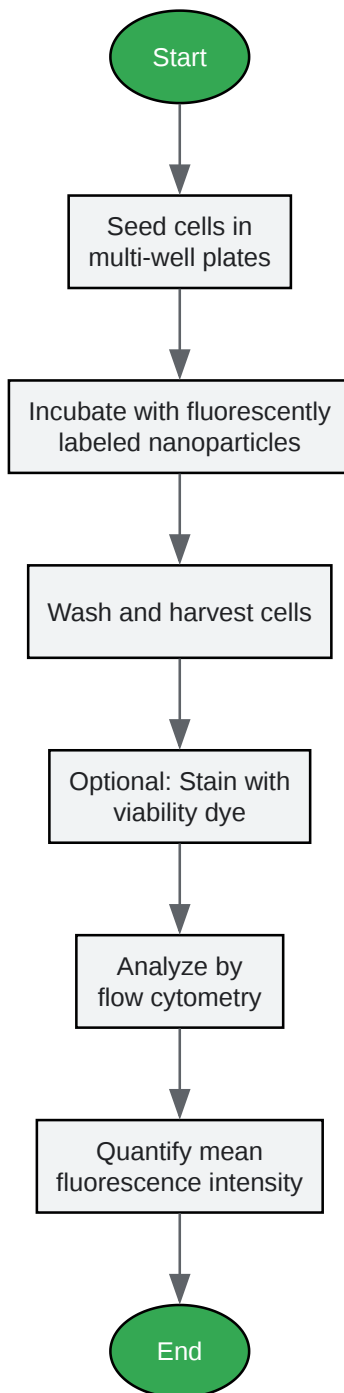 Start
Seed cells in
multi-well plates
Incubate with fluorescently
labeled nanoparticles
Wash and harvest cells
Optional: Stain with
viability dye
Analyze by
flow cytometry
Quantify mean
fluorescence intensity
End